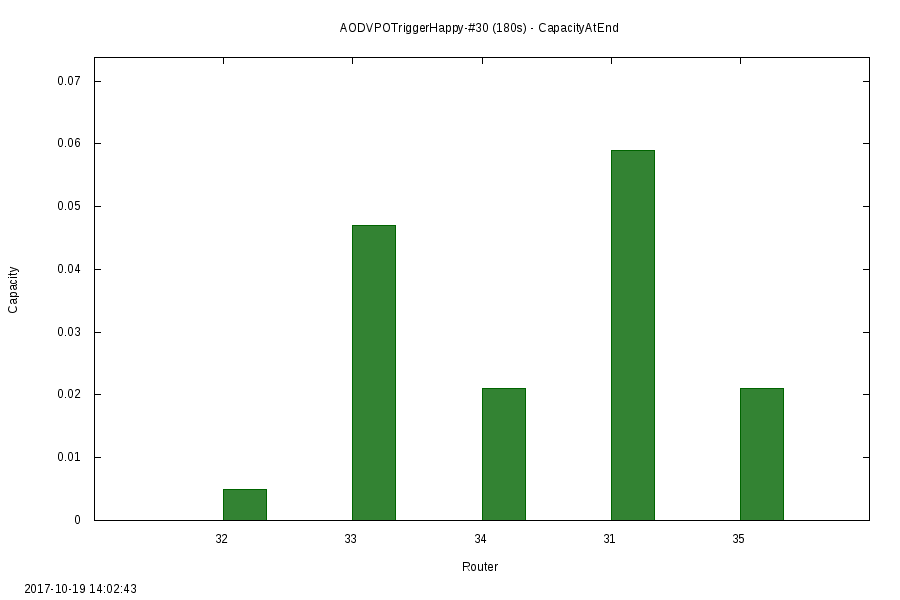 AODVPOTriggerHappy-#30 (180s) - CapacityAtEnd
0.07
0.06
0.05
0.04
0.03
0.02
0.01
0
Capacity
32 33 34 31 35
Router
2017-10-19 14:02:43